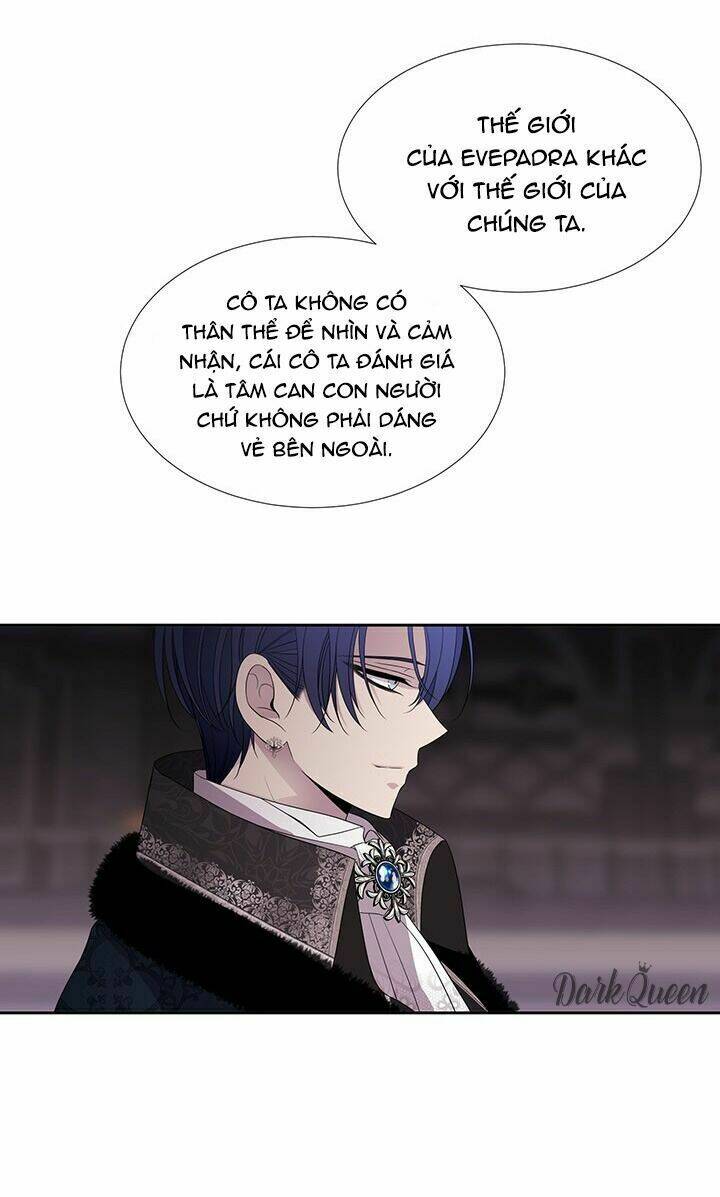 THẾ GIỚI
CỦA EVEPADRA KHÁC
VỚI THẾ GIỚI CỦA
CHÚNG TA.
CÔ TA KHÔNG CÓ
THÂN THỂ ĐỂ NHÌN VÀ CẢM
NHẬN, CÁI CÔ TA ĐÁNH GIÁ
LÀ TÂM CAN CON NGƯỜI
CHỨ KHÔNG PHẢI DÁNG
VẺ BÊN NGOÀI.
DarkQueen